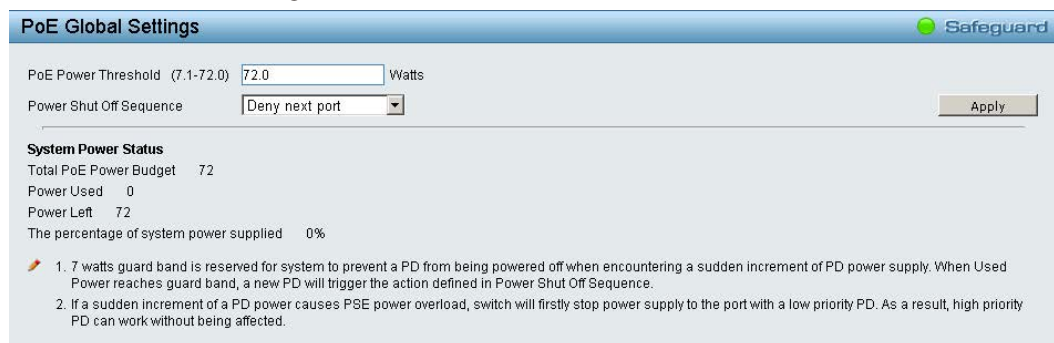 PoE Global Settings
Safeguard
PoE Power Threshold (7.1-72.0) 72.0 Watts
Power Shut Off Sequence Deny next port
Apply
System Power Status
Total PoE Power Budget 72
Power Used 0
Power Left 72
The percentage of system power supplied 0%
1. 7 watts guard band is reserved for system to prevent a PD from being powered off when encountering a sudden increment of PD power supply. When Used
Power reaches guard band, a new PD will trigger the action defined in Power Shut Off Sequence.
2. If a sudden increment of a PD power causes PSE power overload, switch will firstly stop power supply to the port with a low priority PD. As a result, high priority
PD can work without being affected.